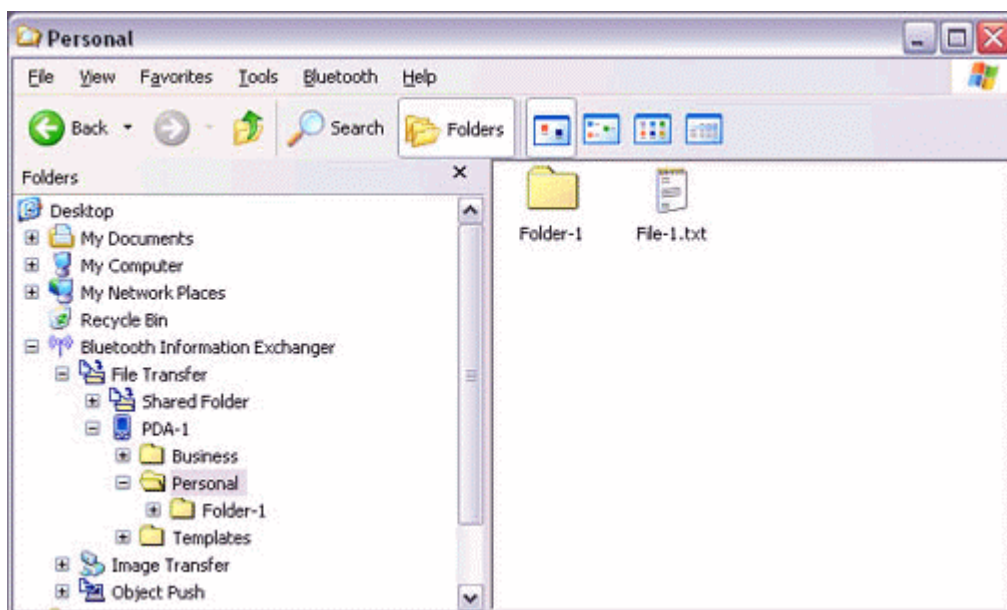 Personal
File View Favorites Tools Bluetooth Help
Back Search Folders
Folders
Desktop
My Documents
My Computer
My Network Places
Recycle Bin
Bluetooth Information Exchanger
File Transfer
Shared Folder
PDA-1
Business
Personal
Folder-1
Templates
Image Transfer
Object Push
Folder-1 File-1.txt